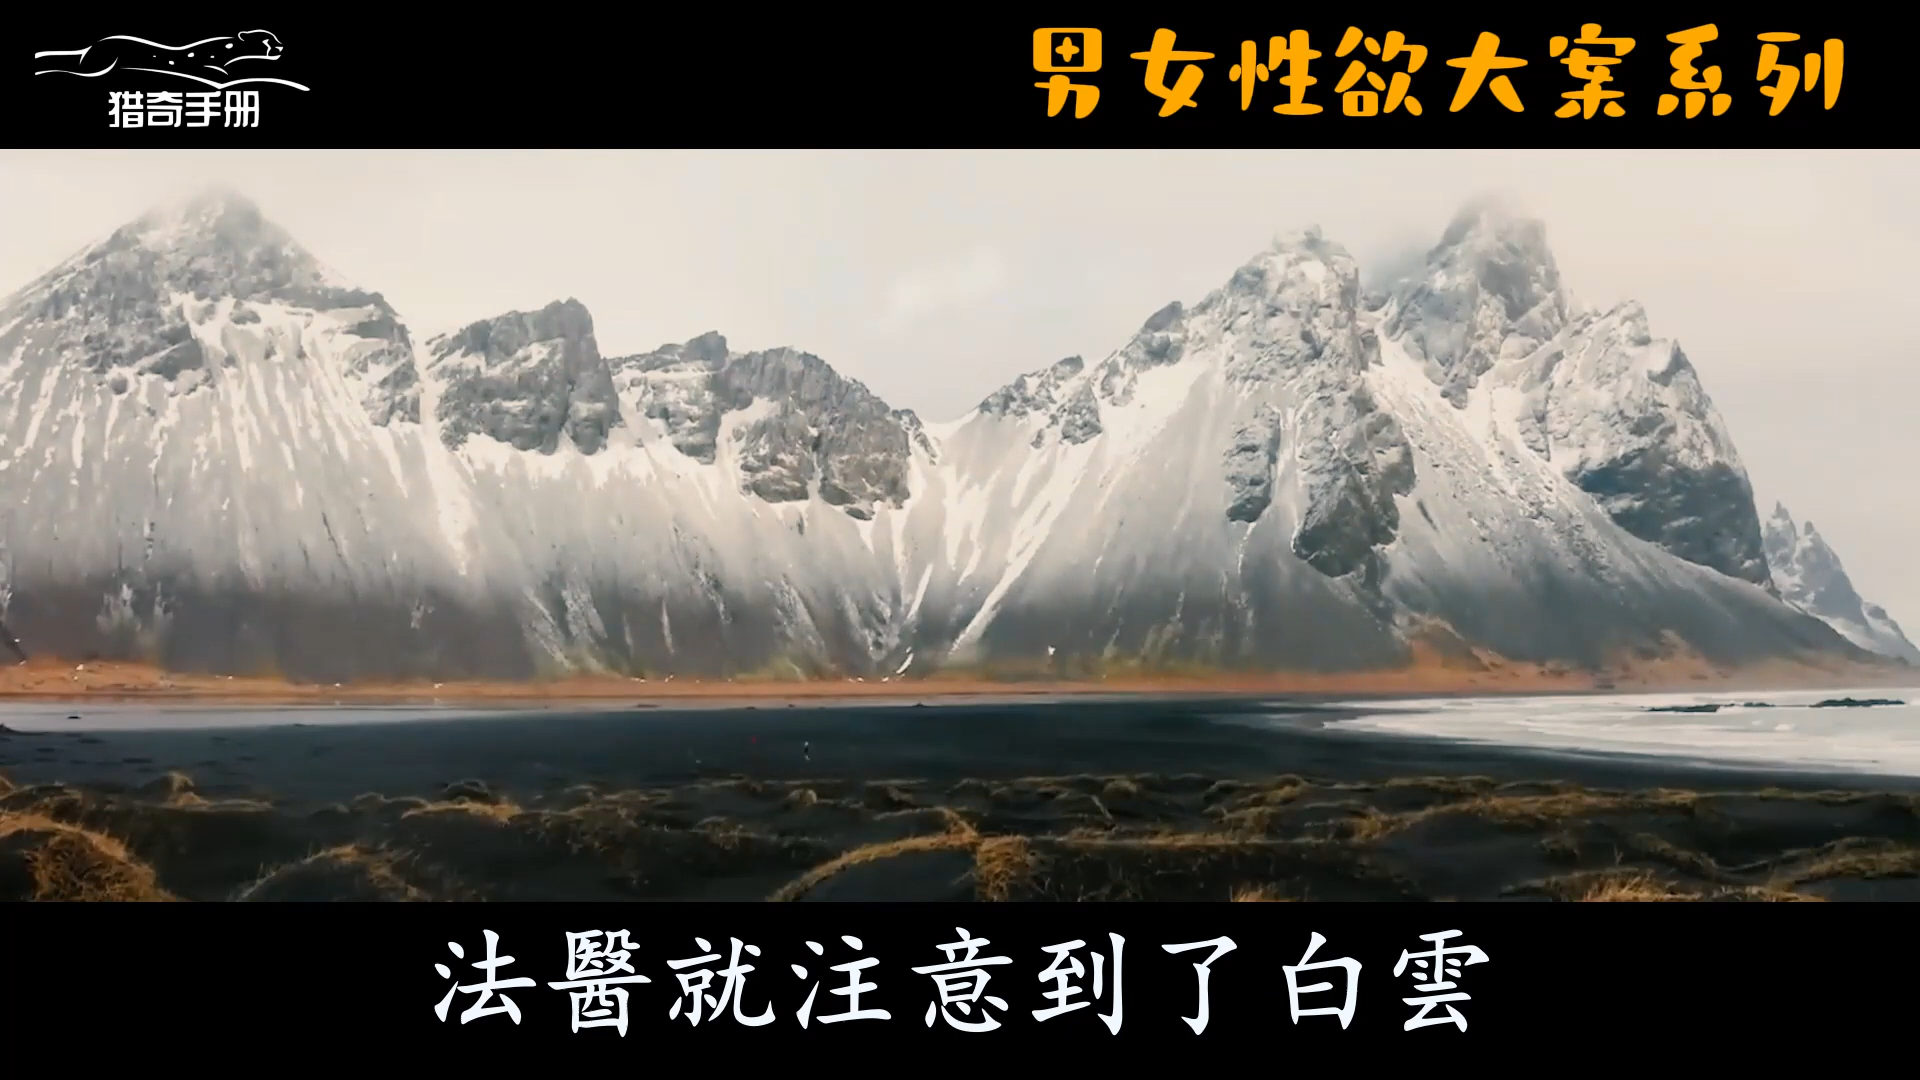 猎奇手册
男女性欲大案系列
法醫就注意到了白雲